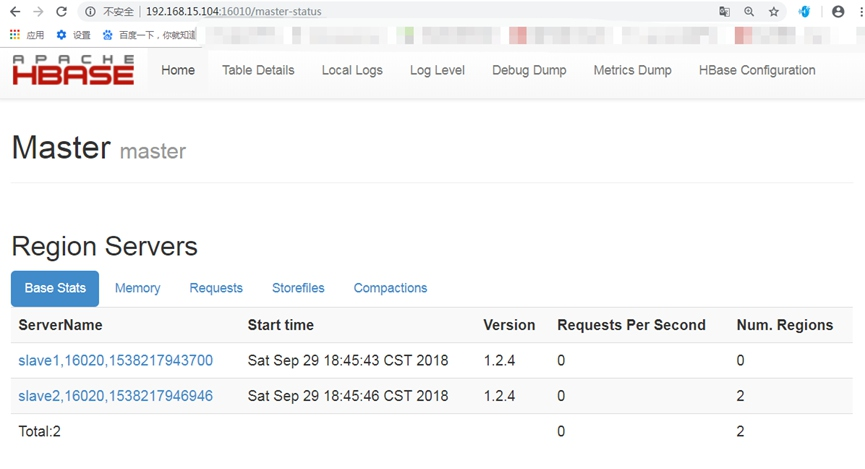 不安全 | 192.168.15.104:16010/master-status
应用 设置 百度一下，你就知道
APACHE
HBASE
Home Table Details Local Logs Log Level Debug Dump Metrics Dump HBase Configuration
Master master
Region Servers
Base Stats Memory Requests Storefiles Compactions
ServerName Start time Version Requests Per Second Num. Regions
slave1,16020,1538217943700 Sat Sep 29 18:45:43 CST 2018 1.2.4 0 0
slave2,16020,1538217946946 Sat Sep 29 18:45:46 CST 2018 1.2.4 0 2
Total:2 0 2